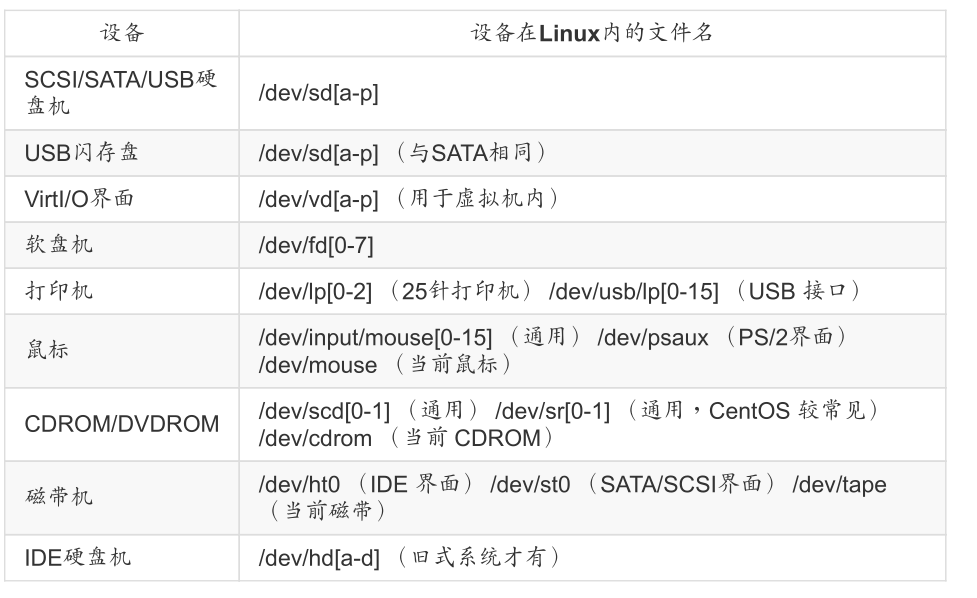 设备 设备在Linux内的文件名
SCSI/SATA/USB硬
盘机
/dev/sd[a-p]
USB闪存盘 /dev/sd[a-p] （与SATA相同）
VirtI/O界面 /dev/vd[a-p] （用于虚拟机内）
软盘机 /dev/fd[0-7]
打印机 /dev/lp[0-2] （25针打印机） /dev/usb/lp[0-15] （USB 接口）
鼠标
/dev/input/mouse[0-15] （通用） /dev/psaux （PS/2界面）
/dev/mouse （当前鼠标）
CDROM/DVDROM
/dev/scd[0-1] （通用） /dev/sr[0-1] （通用，CentOS 较常见）
/dev/cdrom （当前 CDROM）
磁带机
/dev/ht0 （IDE 界面） /dev/st0 （SATA/SCSI界面） /dev/tape
（当前磁带）
IDE硬盘机 /dev/hd[a-d] （旧式系统才有）